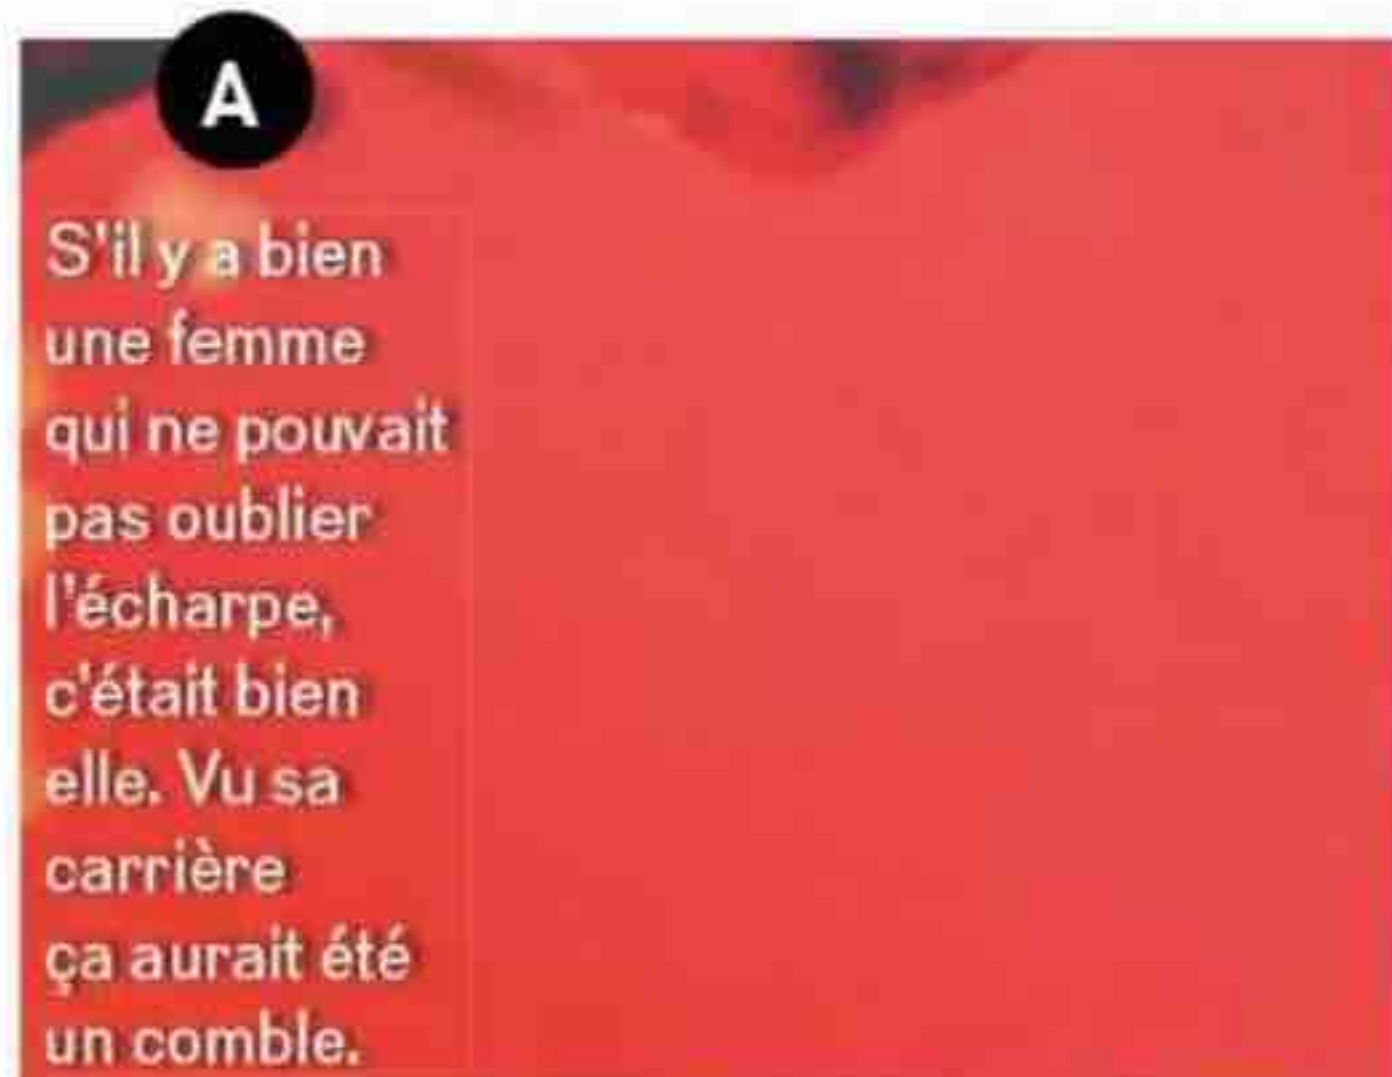 A
S'il y a bien
une femme
qui ne pouvait
pas oublier
l'écharpe,
c'était bien
elle. Vu sa
carrière
ça aurait été
un comble.